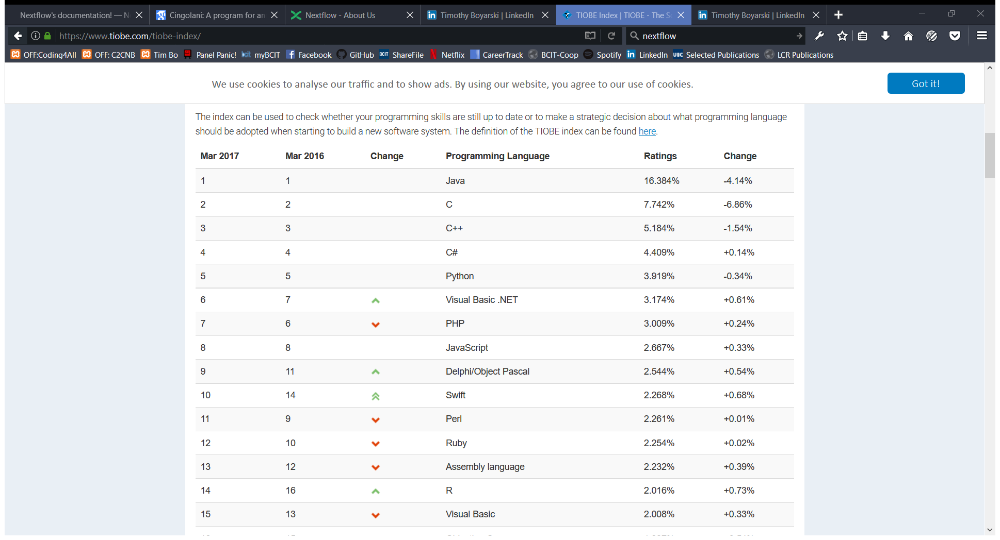 Nextflow's documentation! — N
Cingolani: A program for an
Nextflow - About Us
Timothy Boyarski | LinkedIn
TIOBE Index | TIOBE - The S
Timothy Boyarski | LinkedIn
https://www.tiobe.com/tiobe-index/
nextflow
OFF:Coding4All OFF: C2CNB Tim Bo Panel Panic! bcit myBCIT Facebook GitHub BCIT ShareFile Netflix CareerTrack BCIT-Coop Spotify LinkedIn UBC Selected Publications LCR Publications
We use cookies to analyse our traffic and to show ads. By using our website, you agree to our use of cookies.
Got it!
The index can be used to check whether your programming skills are still up to date or to make a strategic decision about what programming language
should be adopted when starting to build a new software system. The definition of the TIOBE index can be found here.
Mar 2017 Mar 2016 Change Programming Language Ratings Change
1 1 Java 16.384% -4.14%
2 2 C 7.742% -6.86%
3 3 C++ 5.184% -1.54%
4 4 C# 4.409% +0.14%
5 5 Python 3.919% -0.34%
6 7 Visual Basic .NET 3.174% +0.61%
7 6 PHP 3.009% +0.24%
8 8 JavaScript 2.667% +0.33%
9 11 Delphi/Object Pascal 2.544% +0.54%
10 14 Swift 2.268% +0.68%
11 9 Perl 2.261% +0.01%
12 10 Ruby 2.254% +0.02%
13 12 Assembly language 2.232% +0.39%
14 16 R 2.016% +0.73%
15 13 Visual Basic 2.008% +0.33%